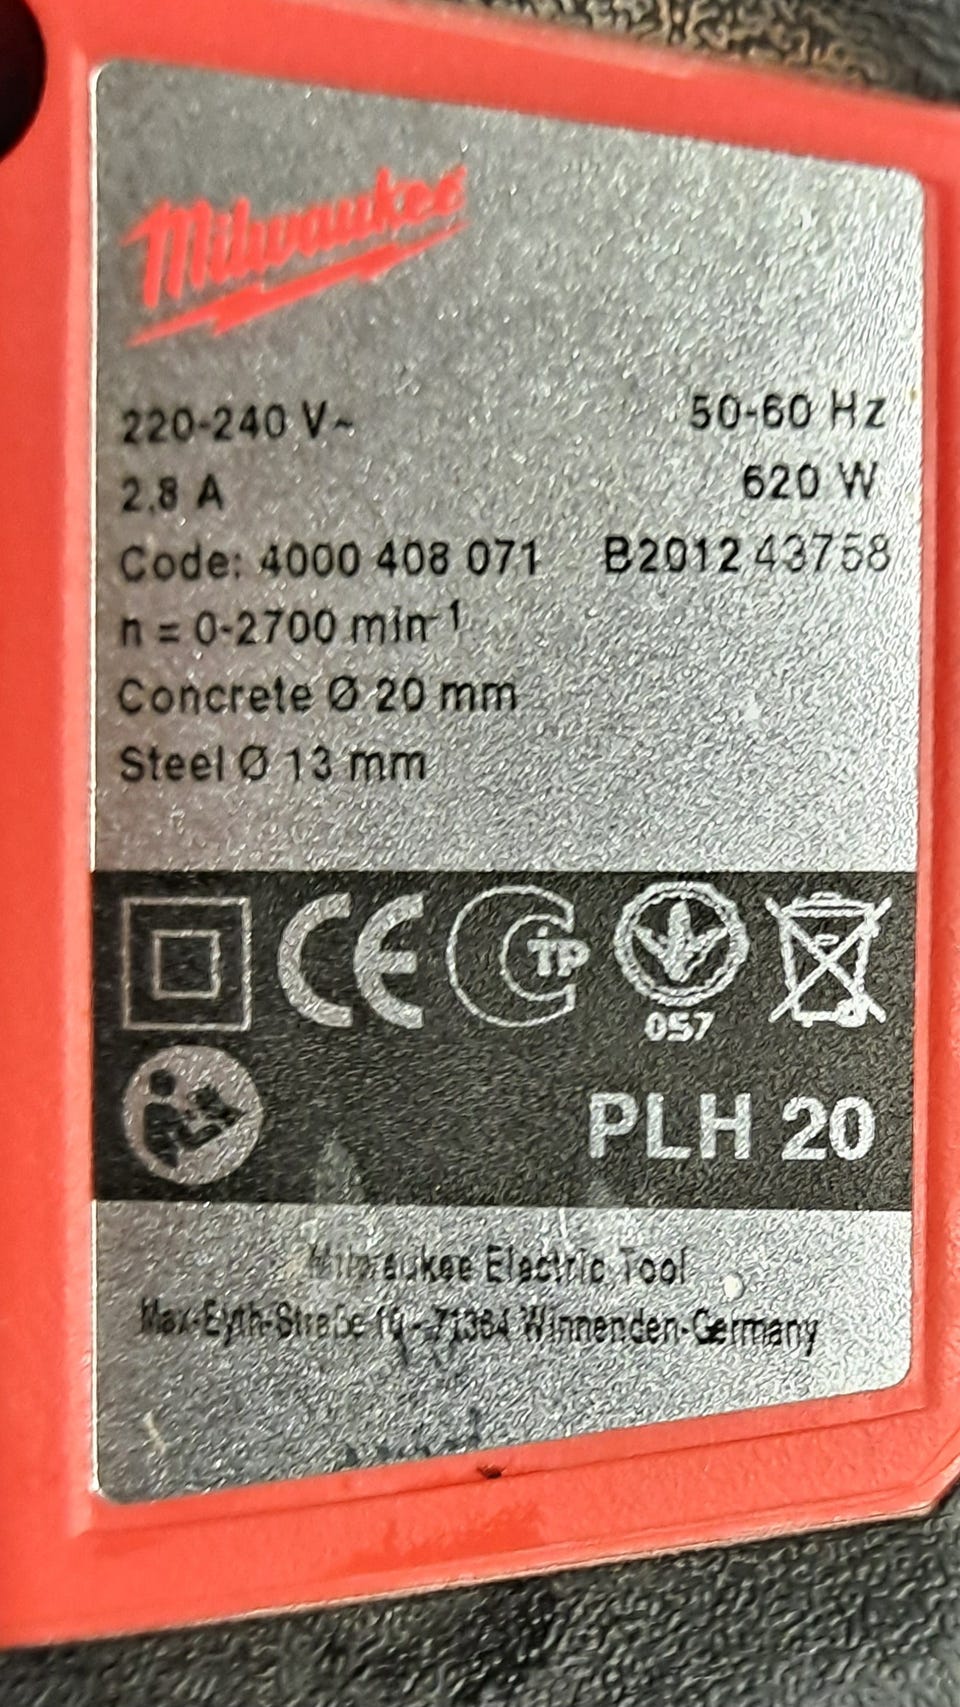 Milwaukee
220-240 V~ 50-60 Hz
2,8 A 620 W
Code: 4000 408 071 B2012 43758
n = 0-2700 min-1
Concrete Ø 20 mm
Steel Ø 13 mm
CE TP
057
PLH 20
Milwaukee Electric Tool
Max-Eyth-Straße 10 - 71364 Winnenden-Germany